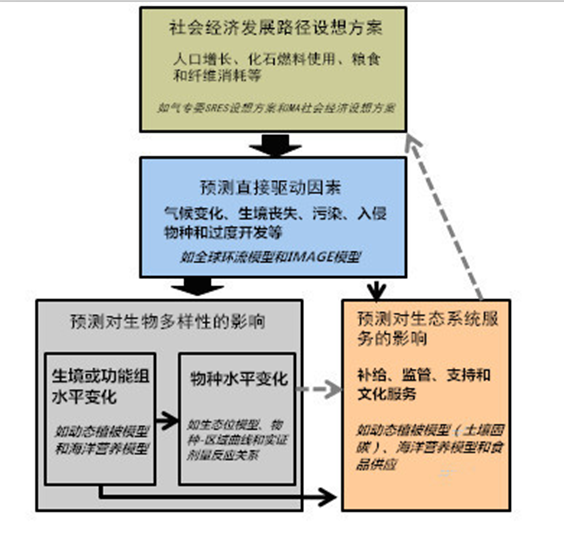 社会经济发展路径设想方案
人口增长、化石燃料使用、粮食
和纤维消耗等
如气专委SRES设想方案和MA社会经济设想方案
预测直接驱动因素
气候变化、生境丧失、污染、入侵
物种和过度开发等
如全球环流模型和IMAGE模型
预测对生物多样性的影响
生境或功能组
水平变化
如动态植被模型
和海洋营养模型
物种水平变化
如生态位模型、物
种-区域曲线和实证
剂量反应关系
预测对生态系统服
务的影响
补给、监管、支持和
文化服务
如动态植被模型（土壤固
碳）、海洋营养模型和食
品供应